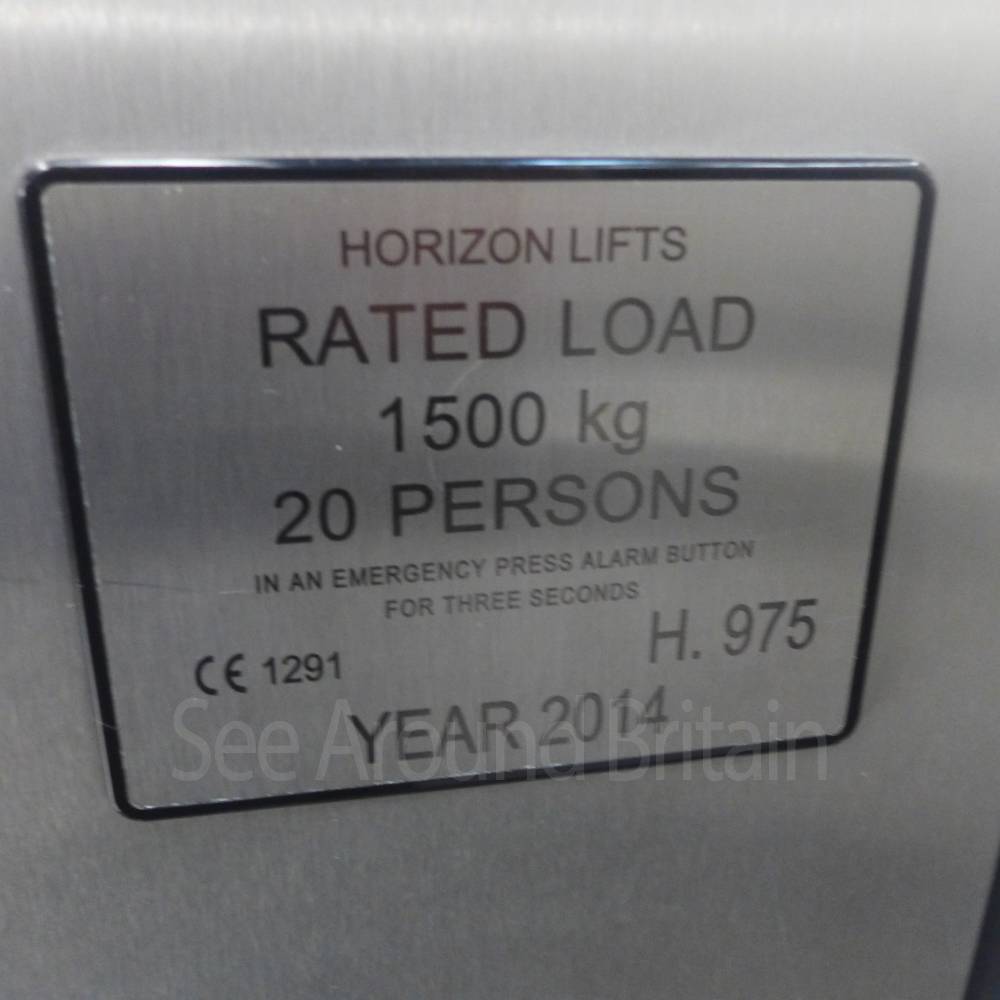 HORIZON LIFTS
RATED LOAD
1500 kg
20 PERSONS
IN AN EMERGENCY PRESS ALARM BUTTON
FOR THREE SECONDS
H. 975
CE 1291
YEAR 2014
See Around Britain